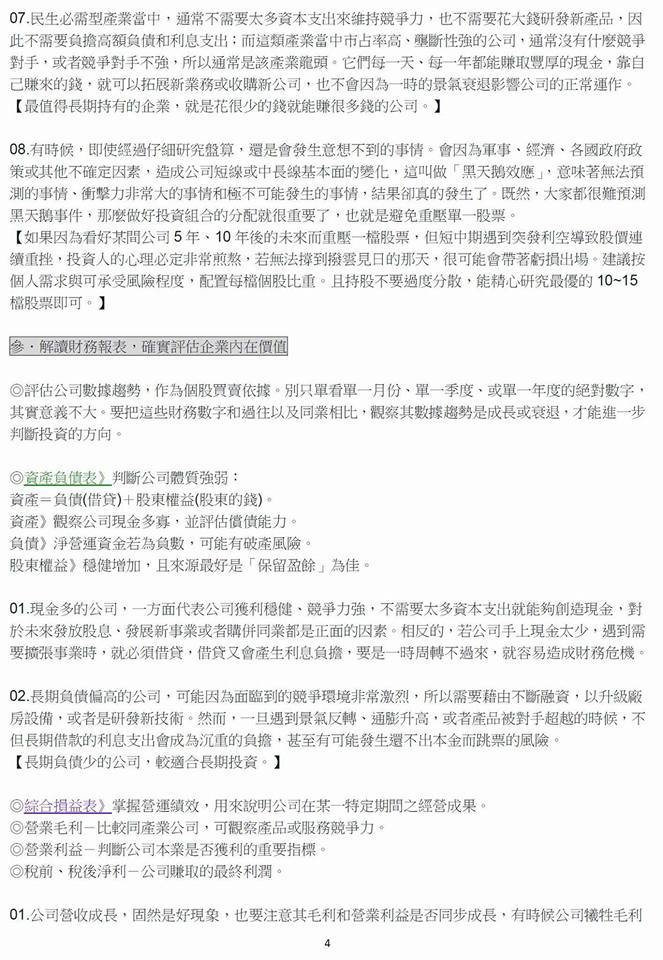 07.民生必需型產業當中，通常不需要太多資本支出來維持競爭力，也不需要花大錢研發新產品，因
此不需要負擔高額負債和利息支出；而這類產業當中市占率高、壟斷性強的公司，通常沒有什麼競爭
對手，或者競爭對手不強，所以通常是該產業龍頭。它們每一天、每一年都能賺取豐厚的現金，靠自
己賺來的錢，就可以拓展新業務或收購新公司，也不會因為一時的景氣衰退影響公司的正常運作。
【最值得長期持有的企業，就是花很少的錢就能賺很多錢的公司。】
08.有時候，即使經過仔細研究盤算，還是會發生意想不到的事情。會因為軍事、經濟、各國政府政
策或其他不確定因素，造成公司短線或中長線基本面的變化，這叫做「黑天鵝效應」，意味著無法預
測的事情、衝擊力非常大的事情和極不可能發生的事情，結果卻真的發生了。既然，大家都很難預測
黑天鵝事件，那麼做好投資組合的分配就很重要了，也就是避免重壓單一股票。
【如果因為看好某間公司 5 年、10 年後的未來而重壓一檔股票，但短中期遇到突發利空導致股價連
續重挫，投資人的心理必定非常煎熬，若無法撐到撥雲見日的那天，很可能會帶著虧損出場。建議按
個人需求與可承受風險程度，配置每檔個股比重。且持股不要過度分散，能精心研究最優的 10~15
檔股票即可。】
參．解讀財務報表，確實評估企業內在價值
◎評估公司數據趨勢，作為個股買賣依據。別只單看單一月份、單一季度、或單一年度的絕對數字，
其實意義不大。要把這些財務數字和過往以及同業相比，觀察其數據趨勢是成長或衰退，才能進一步
判斷投資的方向。
◎資產負債表》判斷公司體質強弱：
資產＝負債(借貸)＋股東權益(股東的錢)。
資產》觀察公司現金多寡，並評估償債能力。
負債》淨營運資金若為負數，可能有破產風險。
股東權益》穩健增加，且來源最好是「保留盈餘」為佳。
01.現金多的公司，一方面代表公司獲利穩健、競爭力強，不需要太多資本支出就能夠創造現金，對
於未來發放股息、發展新事業或者購併同業都是正面的因素。相反的，若公司手上現金太少，遇到需
要擴張事業時，就必須借貸，借貸又會產生利息負擔，要是一時周轉不過來，就容易造成財務危機。
02.長期負債偏高的公司，可能因為面臨到的競爭環境非常激烈，所以需要藉由不斷融資，以升級廠
房設備，或者是研發新技術。然而，一旦遇到景氣反轉、通膨升高，或者產品被對手超越的時候，不
但長期借款的利息支出會成為沉重的負擔，甚至有可能發生還不出本金而跳票的風險。
【長期負債少的公司，較適合長期投資。】
◎綜合損益表》掌握營運績效，用來說明公司在某一特定期間之經營成果。
◎營業毛利－比較同產業公司，可觀察產品或服務競爭力。
◎營業利益－判斷公司本業是否獲利的重要指標。
◎稅前、稅後淨利－公司賺取的最終利潤。
01.公司營收成長，固然是好現象，也要注意其毛利和營業利益是否同步成長，有時候公司犧牲毛利
4